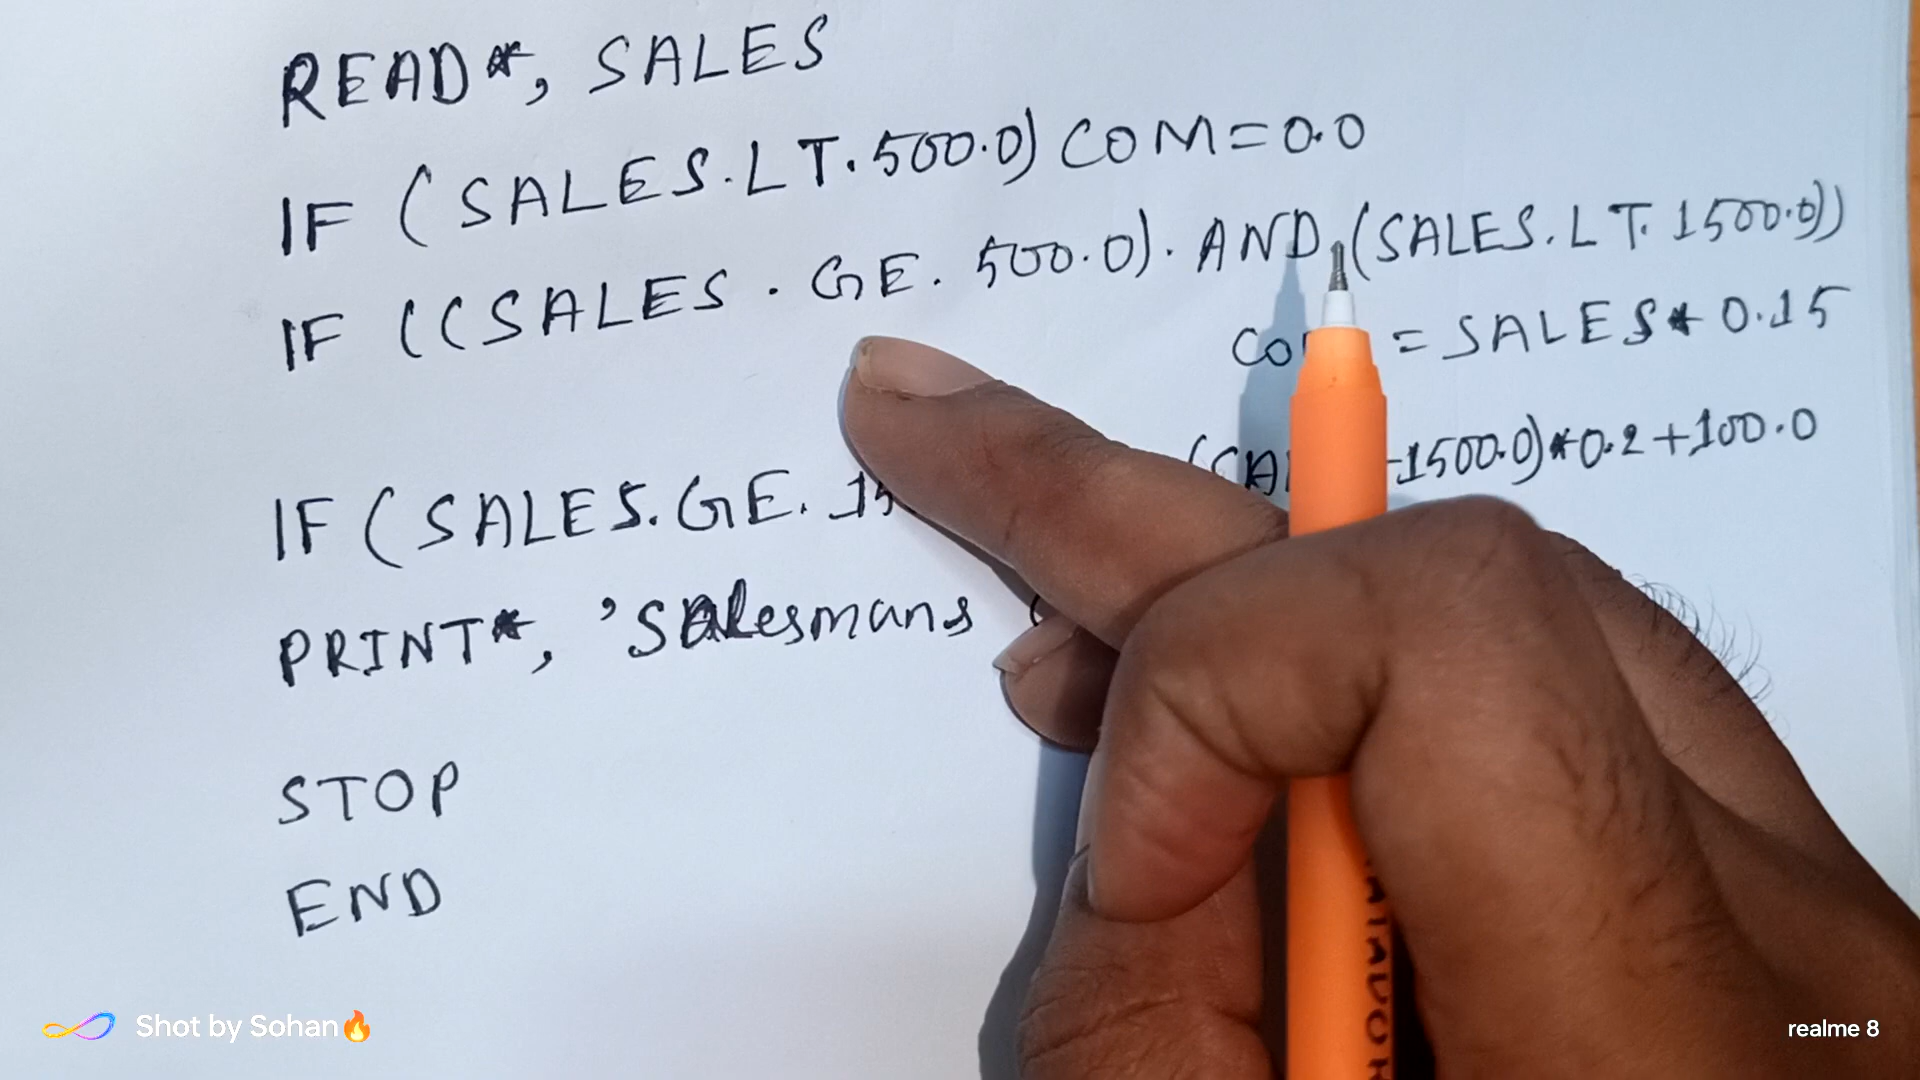 READ*, SALES
IF (SALES.LT.500.0) COM=0.0
IF ((SALES.GE.500.0).AND.(SALES.LT.1500.0))
= SALES*0.15
IF (SALES.GE. -1500.0)*0.2+100.0
PRINT*, 'Salesmans
STOP
END
Shot by Sohan🔥
realme 8